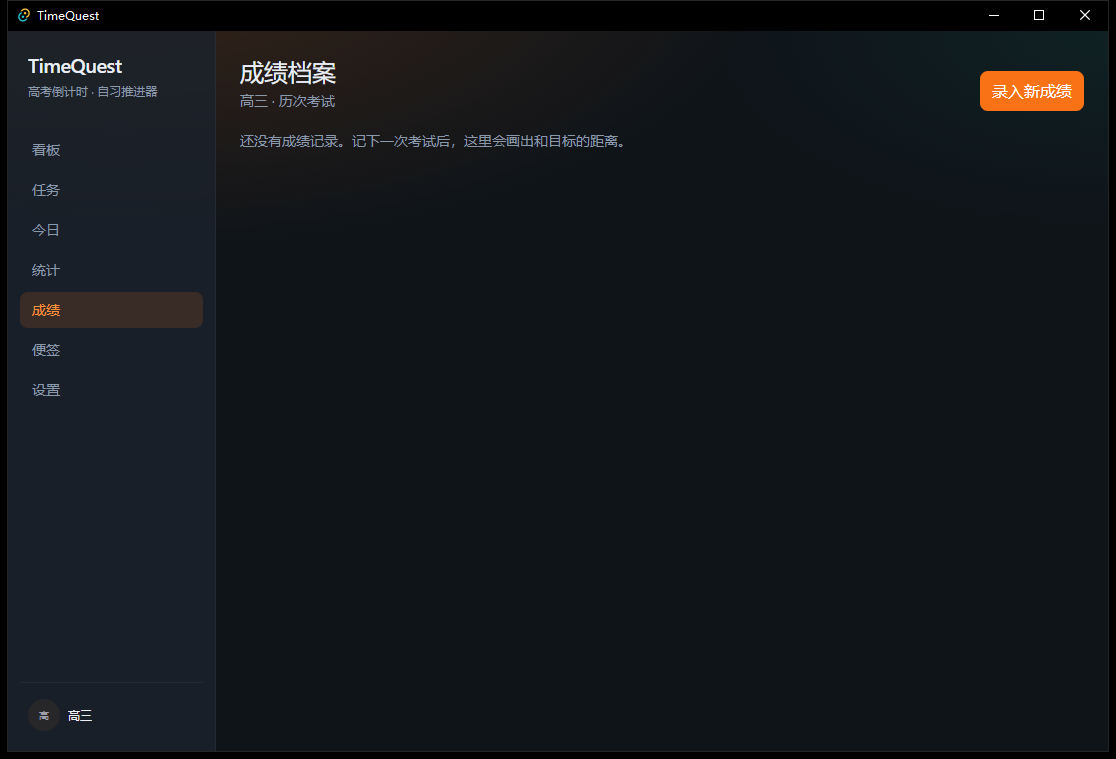 TimeQuest
TimeQuest
高考倒计时 · 自习推进器
看板
任务
今日
统计
成绩
便签
设置
高
高三
成绩档案
高三 · 历次考试
录入新成绩
还没有成绩记录。记下一次考试后，这里会画出和目标的距离。